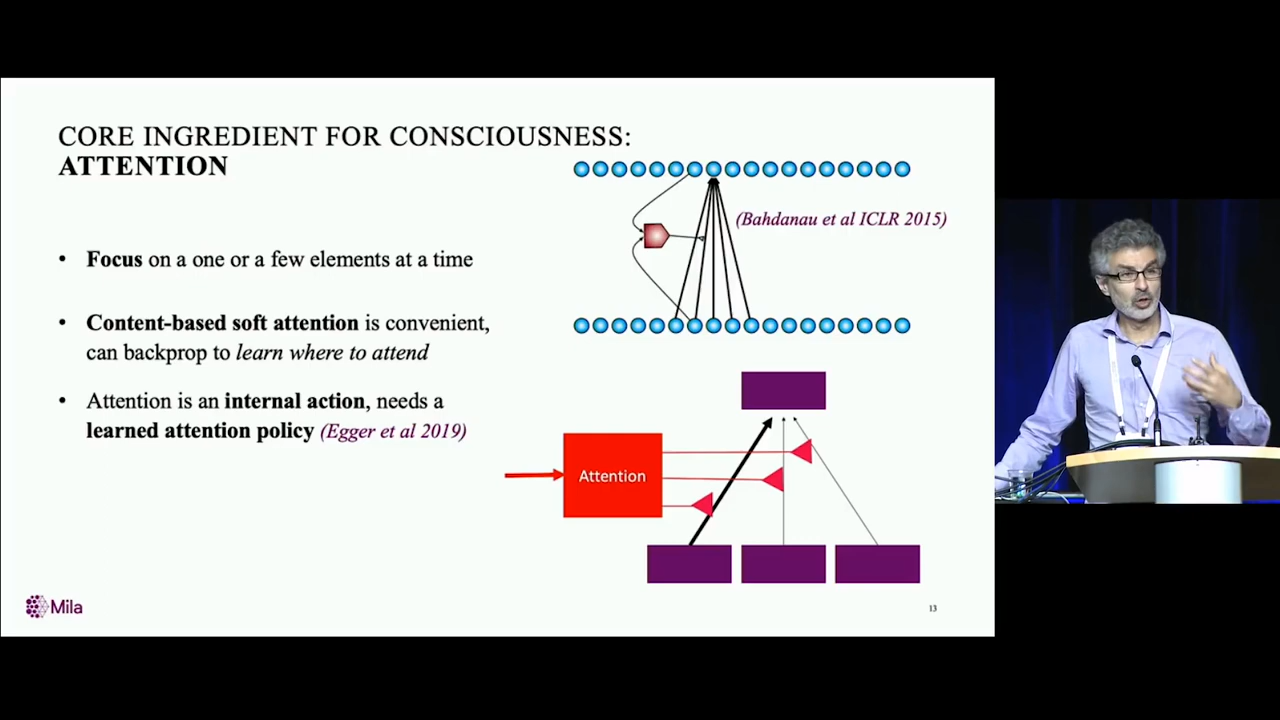 CORE INGREDIENT FOR CONSCIOUSNESS:
ATTENTION
(Bahdanau et al ICLR 2015)
• Focus on a one or a few elements at a time
• Content-based soft attention is convenient,
can backprop to learn where to attend
• Attention is an internal action, needs a
learned attention policy (Egger et al 2019)
Attention
Mila
13